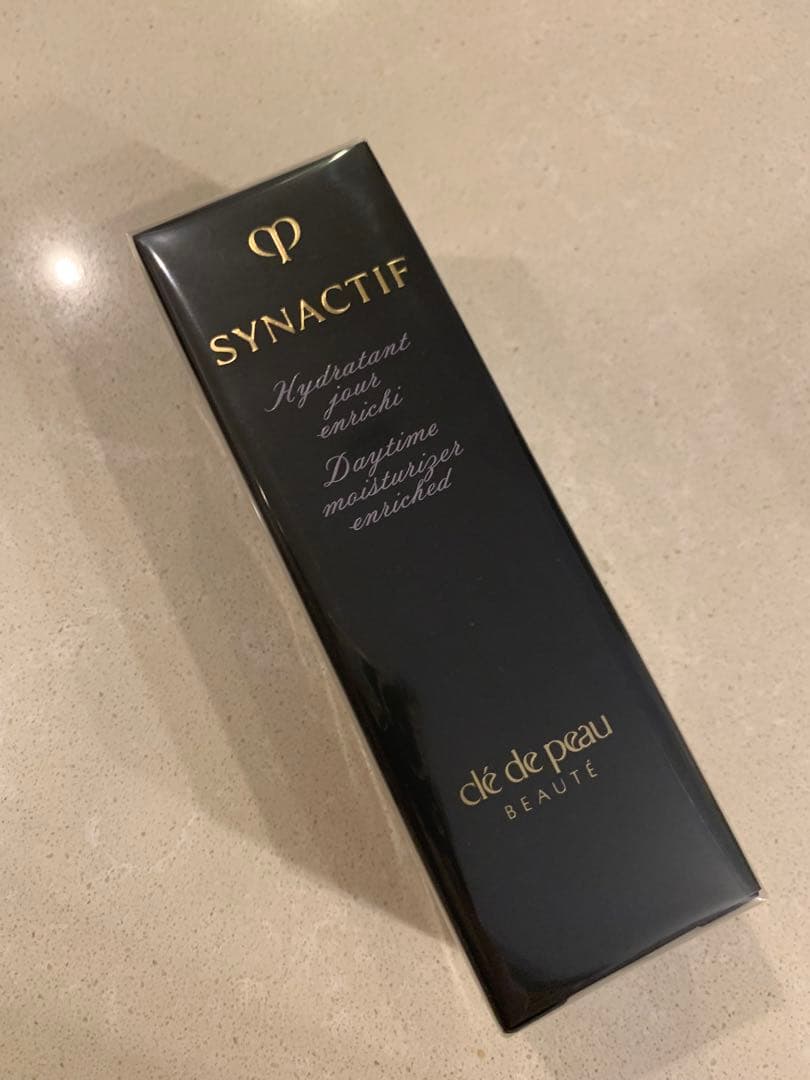 SYNACTIF
Hydratant
jour
enrichi
Daytime
moisturizer
enriched
clé de peau
BEAUTÉ